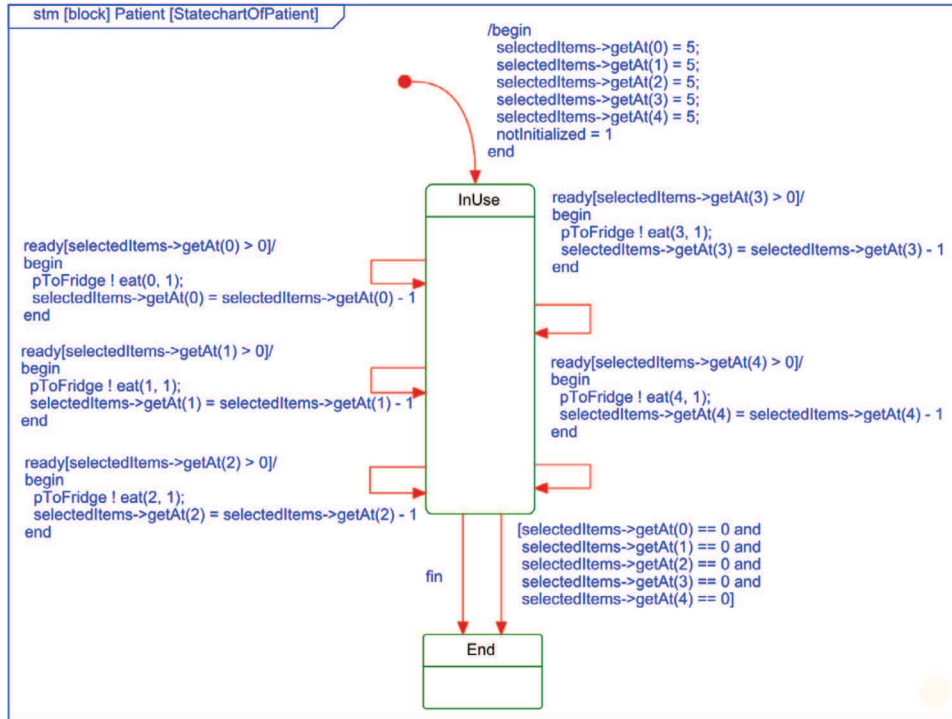 stm [block] Patient [StatechartOfPatient]
/begin
selectedItems->getAt(0) = 5;
selectedItems->getAt(1) = 5;
selectedItems->getAt(2) = 5;
selectedItems->getAt(3) = 5;
selectedItems->getAt(4) = 5;
notInitialized = 1
end
InUse
ready[selectedItems->getAt(3) > 0]/
begin
pToFridge ! eat(3, 1);
selectedItems->getAt(3) = selectedItems->getAt(3) - 1
end
ready[selectedItems->getAt(0) > 0]/
begin
pToFridge ! eat(0, 1);
selectedItems->getAt(0) = selectedItems->getAt(0) - 1
end
ready[selectedItems->getAt(1) > 0]/
begin
pToFridge ! eat(1, 1);
selectedItems->getAt(1) = selectedItems->getAt(1) - 1
end
ready[selectedItems->getAt(4) > 0]/
begin
pToFridge ! eat(4, 1);
selectedItems->getAt(4) = selectedItems->getAt(4) - 1
end
ready[selectedItems->getAt(2) > 0]/
begin
pToFridge ! eat(2, 1);
selectedItems->getAt(2) = selectedItems->getAt(2) - 1
end
[selectedItems->getAt(0) == 0 and
selectedItems->getAt(1) == 0 and
selectedItems->getAt(2) == 0 and
selectedItems->getAt(3) == 0 and
selectedItems->getAt(4) == 0]
fin
End